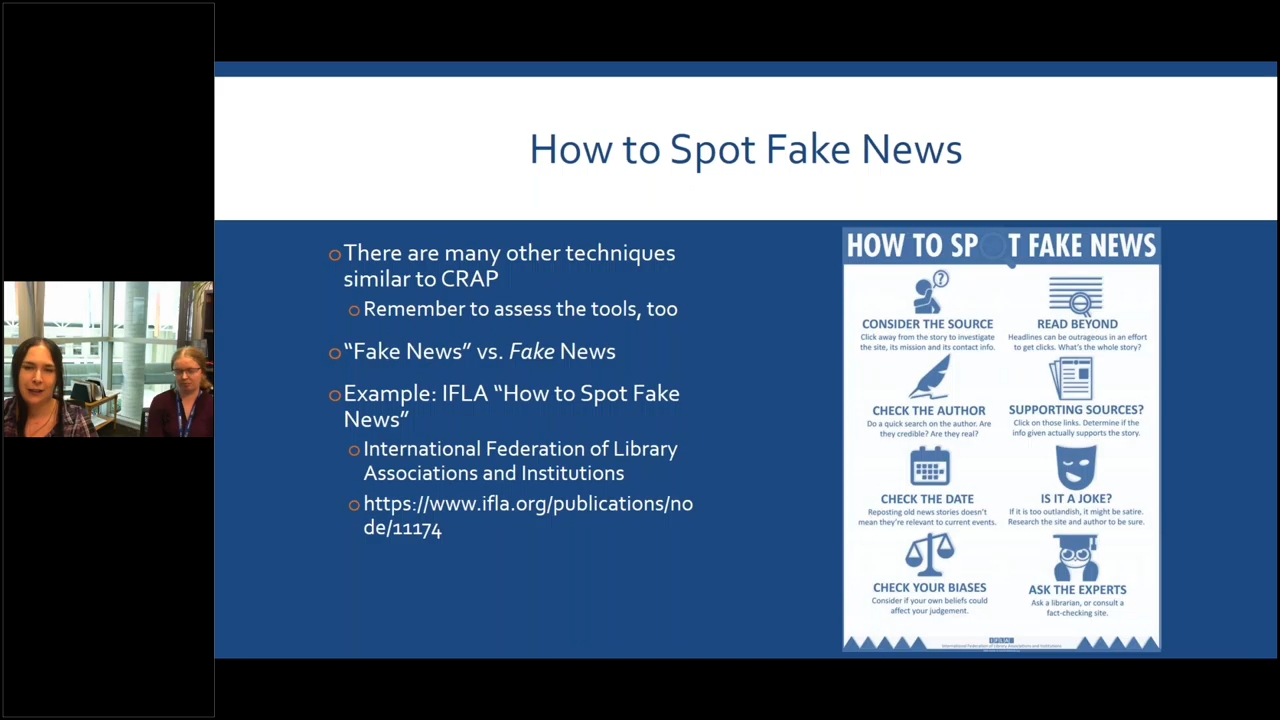 How to Spot Fake News
There are many other techniques
similar to CRAP
Remember to assess the tools, too
“Fake News” vs. Fake News
Example: IFLA “How to Spot Fake
News”
International Federation of Library
Associations and Institutions
https://www.ifla.org/publications/no
de/11174
HOW TO SPOT FAKE NEWS
CONSIDER THE SOURCE
Click away from the story to investigate
the site, its mission and its contact info.
READ BEYOND
Headlines can be outrageous in an effort
to get clicks. What's the whole story?
CHECK THE AUTHOR
Do a quick search on the author. Are
they credible? Are they real?
SUPPORTING SOURCES?
Click on those links. Determine if the
info given actually supports the story.
CHECK THE DATE
Reposting old news stories doesn't
mean they're relevant to current events.
IS IT A JOKE?
If it is too outlandish, it might be satire.
Research the site and author to be sure.
CHECK YOUR BIASES
Consider if your own beliefs could
affect your judgement.
ASK THE EXPERTS
Ask a librarian, or consult a
fact-checking site.
IFLA
International Federation of Library Associations and Institutions